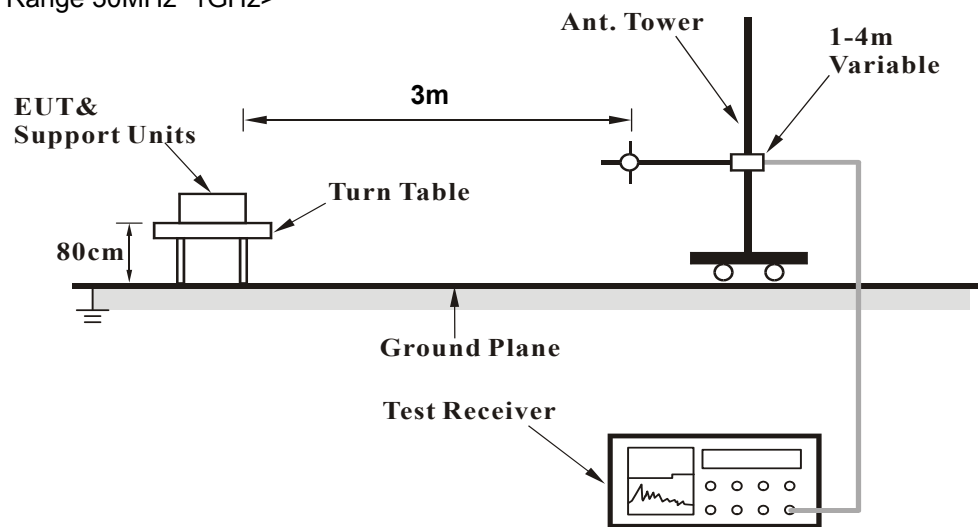 Ant. Tower
1-4m
Variable
3m
EUT&
Support Units
Turn Table
80cm
Ground Plane
Test Receiver